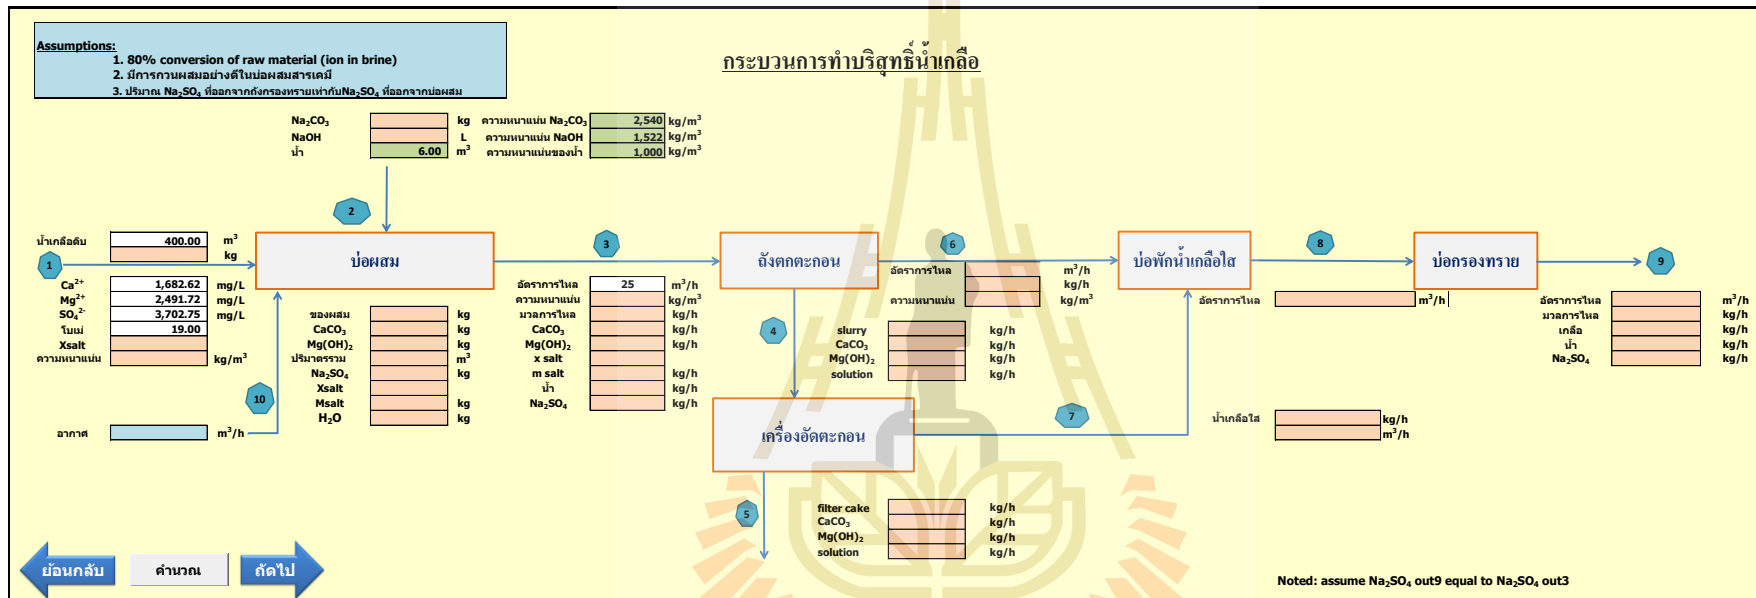 กระบวนการทำบริสุทธิ์น้ำเกลือ
Assumptions:
1. 80% conversion of raw material (ion in brine)
2. มีการกวนผสมอย่างดีในบ่อผสมสารเคมี
3. ปริมาณ Na₂SO₄ ที่ออกจากถังกรองทรายเท่ากับNa₂SO₄ ที่ออกจากบ่อผสม
Na₂CO₃ kg ความหนาแน่น Na₂CO₃ 2,540 kg/m³
NaOH L ความหนาแน่น NaOH 1,522 kg/m³
น้ำ 6.00 m³ ความหนาแน่นของน้ำ 1,000 kg/m³
2
น้ำเกลือดิบ 400.00 m³
kg
1
บ่อผสม
3
ถังตกตะกอน
6
บ่อพักน้ำเกลือใส
8
บ่อกรองทราย
9
Ca²⁺ 1,682.62 mg/L
Mg²⁺ 2,491.72 mg/L
SO₄²⁻ 3,702.75 mg/L
โบเม่ 19.00
Xsalt
ความหนาแน่น kg/m³
10
อากาศ m³/h
ของผสม kg
CaCO₃ kg
Mg(OH)₂ kg
ปริมาตรรวม m³
Na₂SO₄ kg
Xsalt
Msalt kg
H₂O kg
อัตราการไหล 25 m³/h
ความหนาแน่น kg/m³
มวลการไหล kg/h
CaCO₃ kg/h
Mg(OH)₂ kg/h
x salt
m salt kg/h
น้ำ kg/h
Na₂SO₄ kg/h
อัตราการไหล m³/h
kg/h
ความหนาแน่น kg/m³
4
slurry kg/h
CaCO₃ kg/h
Mg(OH)₂ kg/h
solution kg/h
อัตราการไหล m³/h
อัตราการไหล m³/h
มวลการไหล kg/h
เกลือ kg/h
น้ำ kg/h
Na₂SO₄ kg/h
เครื่องอัดตะกอน
7
น้ำเกลือใส kg/h
m³/h
5
filter cake kg/h
CaCO₃ kg/h
Mg(OH)₂ kg/h
solution kg/h
ย้อนกลับ
คำนวณ
ถัดไป
Noted: assume Na₂SO₄ out9 equal to Na₂SO₄ out3